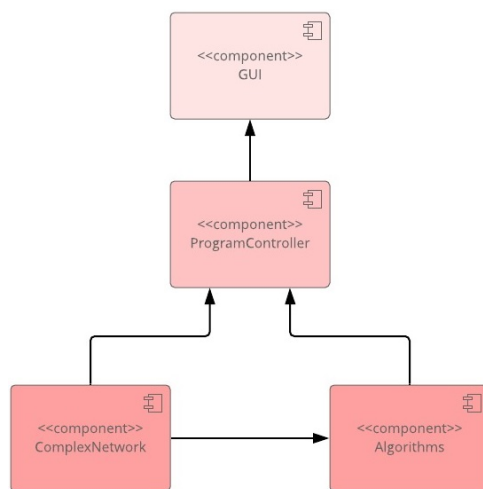 <<component>>
GUI
<<component>>
ProgramController
<<component>>
ComplexNetwork
<<component>>
Algorithms